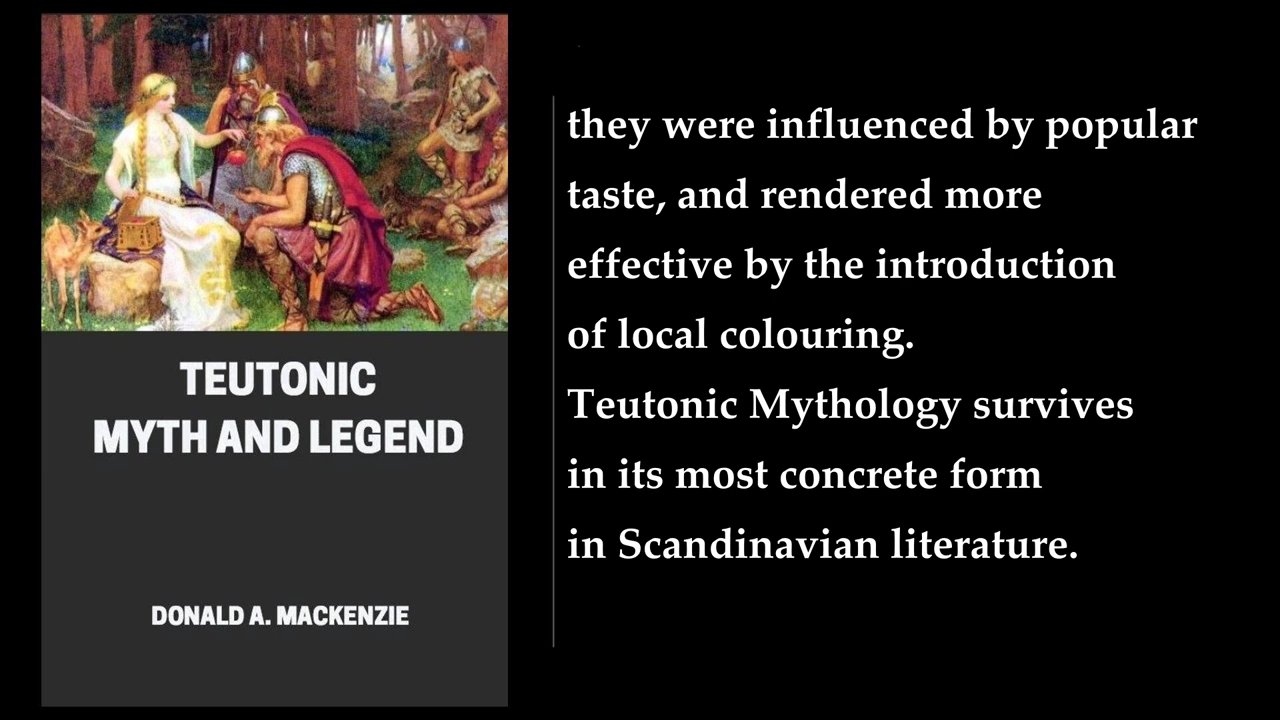 TEUTONIC
MYTH AND LEGEND
DONALD A. MACKENZIE
they were influenced by popular
taste, and rendered more
effective by the introduction
of local colouring.
Teutonic Mythology survives
in its most concrete form
in Scandinavian literature.